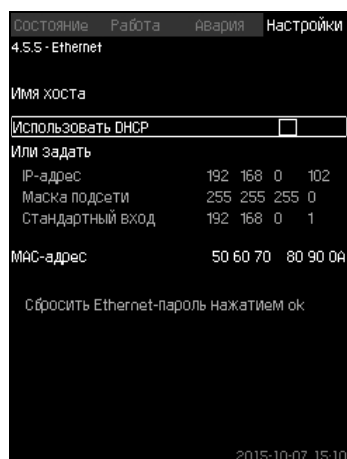 Состояние Работа Авария Настройки
4.5.5 - Ethernet
Имя хоста
Использовать DHCP
Или задать
IP-адрес 192 168 0 102
Маска подсети 255 255 255 0
Стандартный вход 192 168 0 1
MAC-адрес 50 60 70 80 90 0A
Сбросить Ethernet-пароль нажатием ok
2015-10-07 15:10